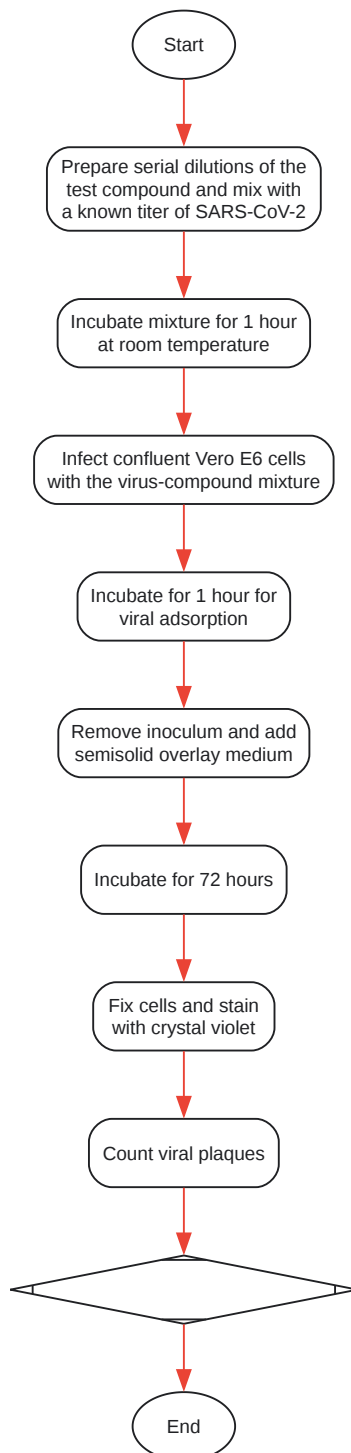 Start
Prepare serial dilutions of the
test compound and mix with
a known titer of SARS-CoV-2
Incubate mixture for 1 hour
at room temperature
Infect confluent Vero E6 cells
with the virus-compound mixture
Incubate for 1 hour for
viral adsorption
Remove inoculum and add
semisolid overlay medium
Incubate for 72 hours
Fix cells and stain
with crystal violet
Count viral plaques
End